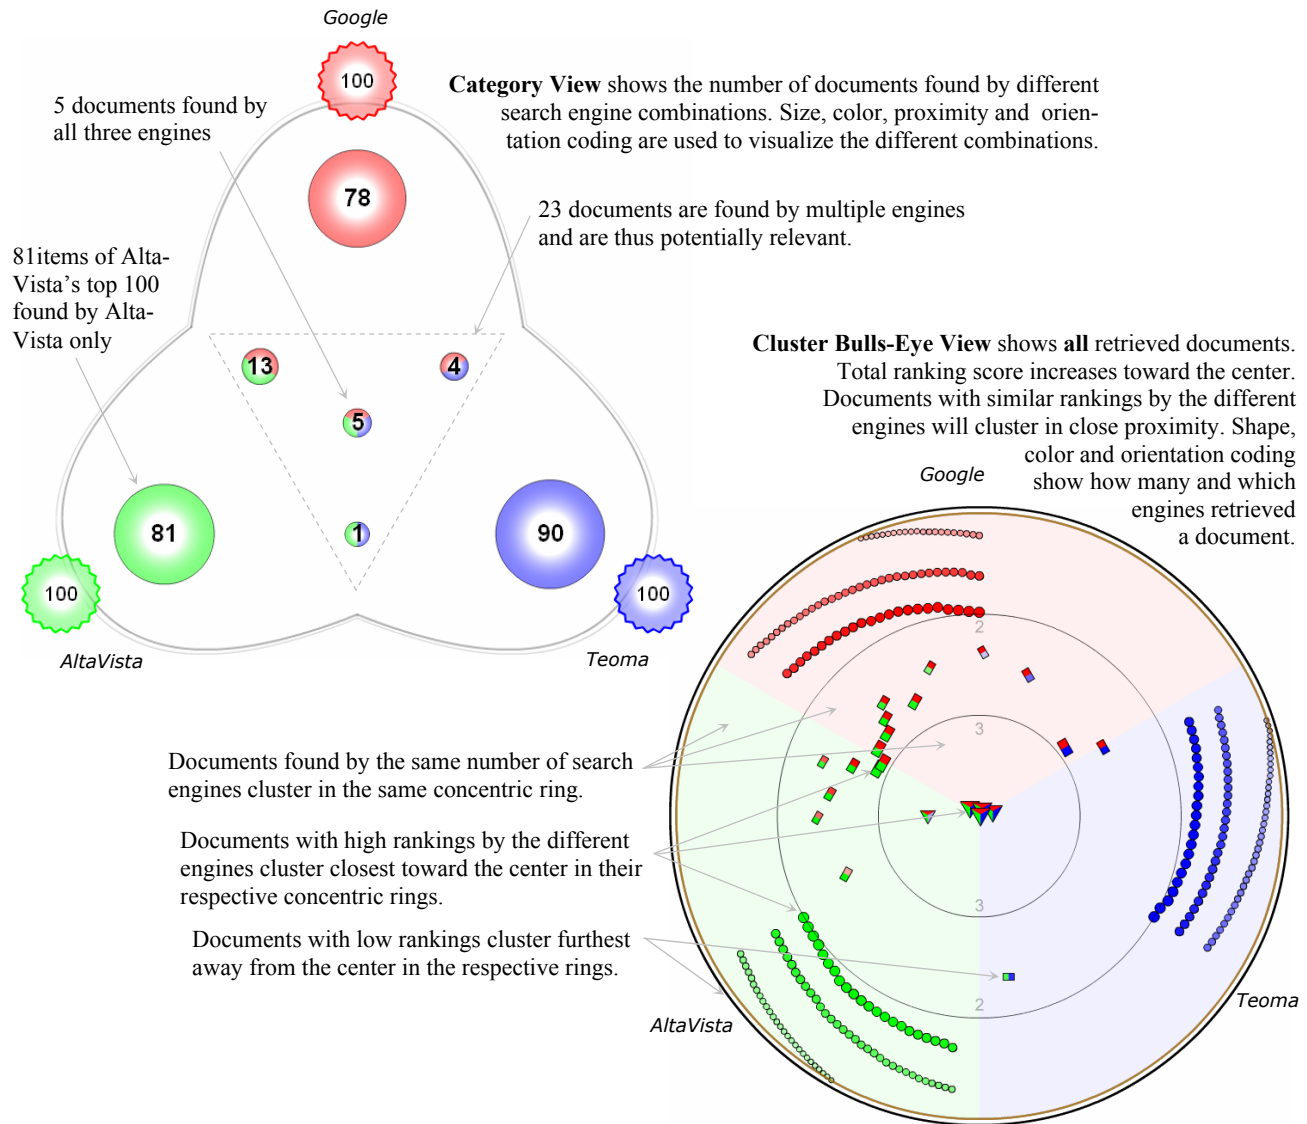 Google
100
Category View shows the number of documents found by different
search engine combinations. Size, color, proximity and orien-
tation coding are used to visualize the different combinations.
5 documents found by
all three engines
78
23 documents are found by multiple engines
and are thus potentially relevant.
81items of Alta-
Vista's top 100
found by Alta-
Vista only
13
4
5
81
1
90
100
100
AltaVista
Teoma
Cluster Bulls-Eye View shows all retrieved documents.
Total ranking score increases toward the center.
Documents with similar rankings by the different
engines will cluster in close proximity. Shape,
color and orientation coding
show how many and which
engines retrieved
a document.
Google
2
3
3
2
Documents found by the same number of search
engines cluster in the same concentric ring.
Documents with high rankings by the different
engines cluster closest toward the center in their
respective concentric rings.
Documents with low rankings cluster furthest
away from the center in the respective rings.
AltaVista
Teoma